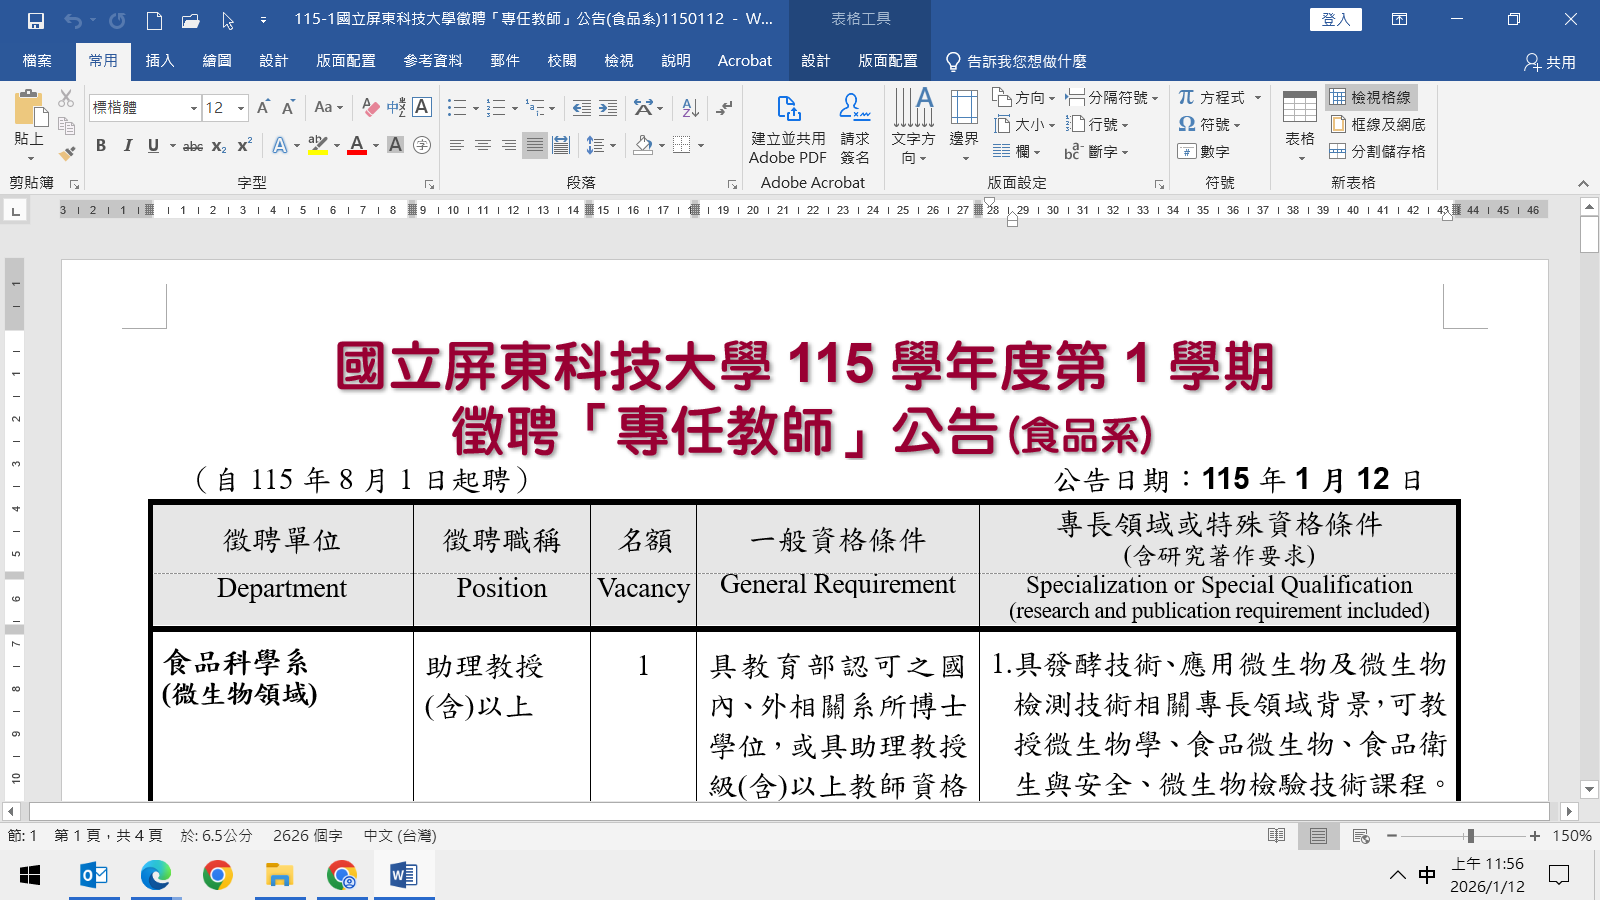 115-1國立屏東科技大學徵聘「專任教師」公告(食品系)1150112 - W...
表格工具
登入
檔案 常用 插入 繪圖 設計 版面配置 參考資料 郵件 校閱 檢視 說明 Acrobat 設計 版面配置 告訴我您想做什麼 共用
標楷體 12
貼上
剪貼簿
字型
段落
建立並共用
Adobe PDF
請求
簽名
Adobe Acrobat
文字方
向
邊界
方向
大小
欄
分隔符號
行號
斷字
版面設定
方程式
符號
數字
符號
表格
檢視格線
框線及網底
分割儲存格
新表格
國立屏東科技大學 115 學年度第 1 學期
徵聘「專任教師」公告(食品系)
（自 115 年 8 月 1 日起聘）
公告日期：115 年 1 月 12 日
徵聘單位
Department
徵聘職稱
Position
名額
Vacancy
一般資格條件
General Requirement
專長領域或特殊資格條件
(含研究著作要求)
Specialization or Special Qualification
(research and publication requirement included)
食品科學系
(微生物領域)
助理教授
(含)以上
1
具教育部認可之國
內、外相關系所博士
學位，或具助理教授
級(含)以上教師資格
1.具發酵技術、應用微生物及微生物
檢測技術相關專長領域背景，可教
授微生物學、食品微生物、食品衛
生與安全、微生物檢驗技術課程。
節: 1 第 1 頁，共 4 頁 於: 6.5公分 2626 個字 中文 (台灣)
150%
中
上午 11:56
2026/1/12